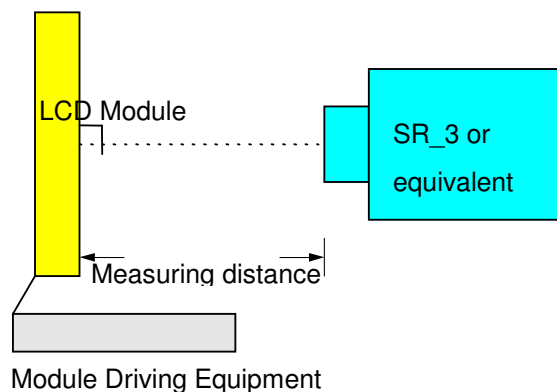 LCD Module
SR_3 or
equivalent
Measuring distance
Module Driving Equipment